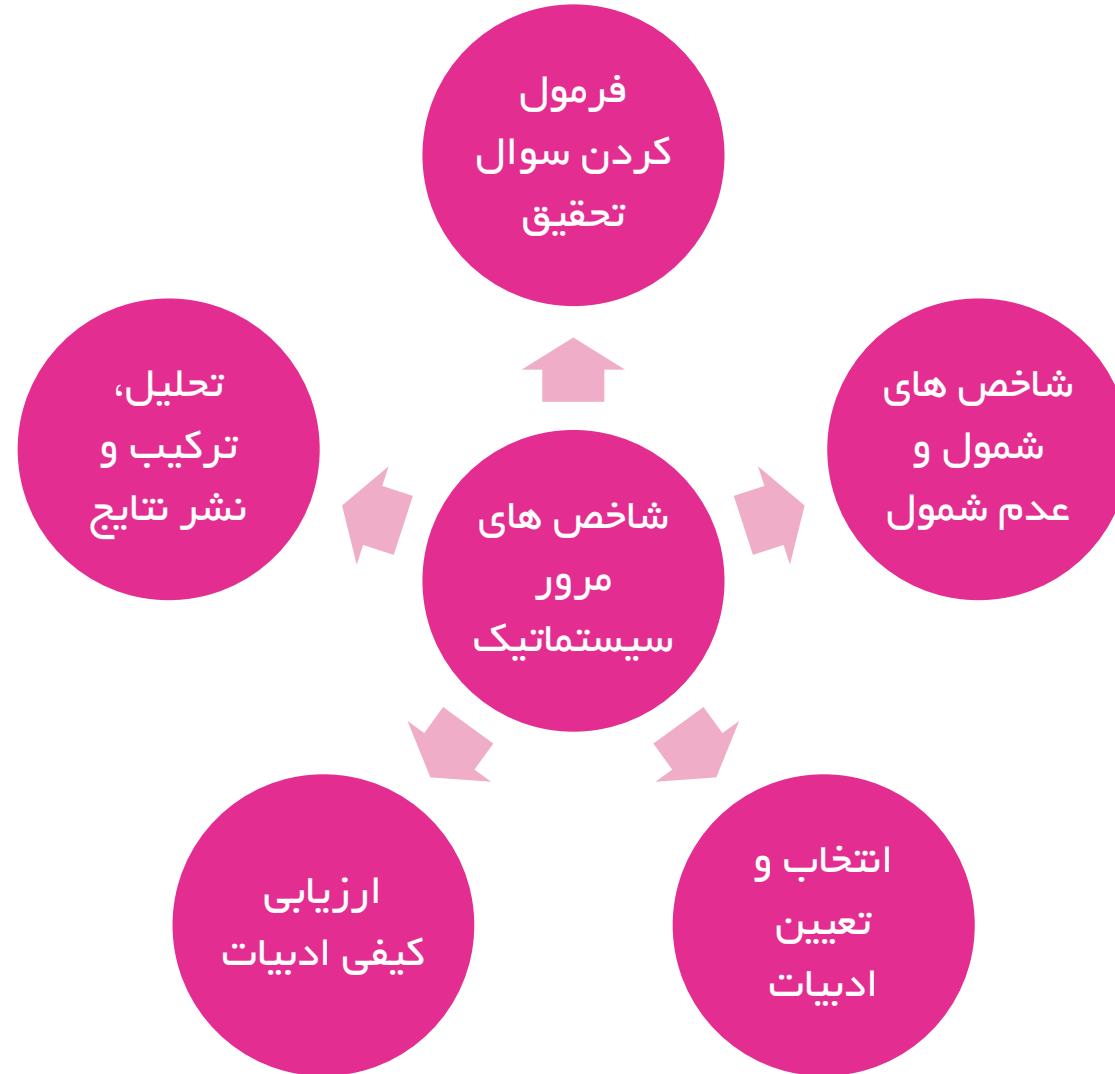 فرمول
کردن سوال
تحقیق
شاخص های
شمول و
عدم شمول
انتخاب و
تعیین
ادبیات
ارزیابی
کیفی ادبیات
تحلیل،
ترکیب و
نشر نتایج
شاخص های
مرور
سیستماتیک